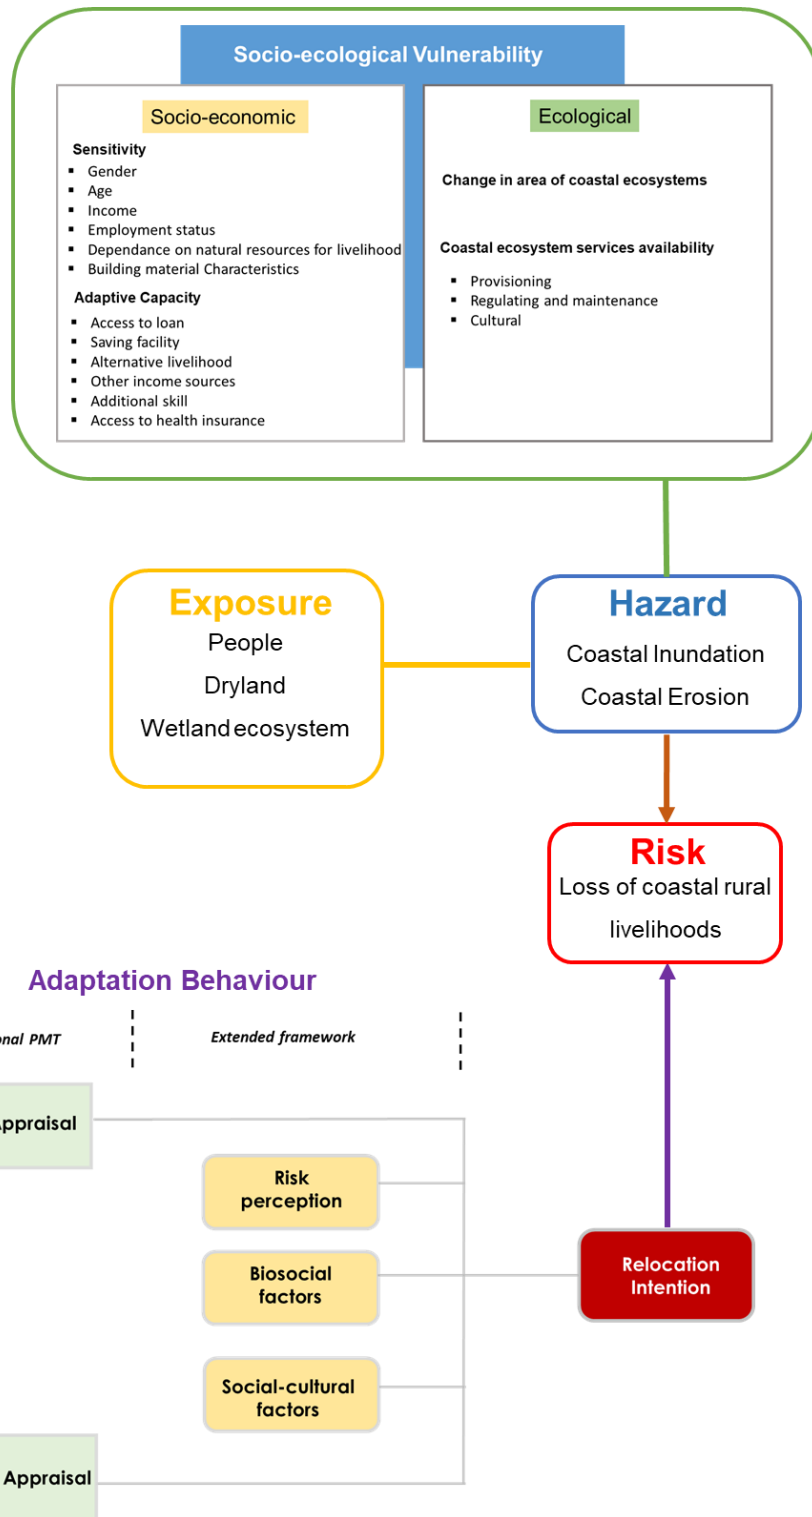 Socio-ecological Vulnerability
Socio-economic
Sensitivity
▪ Gender
▪ Age
▪ Income
▪ Employment status
▪ Dependance on natural resources for livelihood
▪ Building material Characteristics
Adaptive Capacity
▪ Access to loan
▪ Saving facility
▪ Alternative livelihood
▪ Other income sources
▪ Additional skill
▪ Access to health insurance
Ecological
Change in area of coastal ecosystems
Coastal ecosystem services availability
▪ Provisioning
▪ Regulating and maintenance
▪ Cultural
Exposure
People
Dryland
Wetland ecosystem
Hazard
Coastal Inundation
Coastal Erosion
Risk
Loss of coastal rural
livelihoods
Adaptation Behaviour
PMT
Extended framework
Appraisal
Risk
perception
Biosocial
factors
Social-cultural
factors
Relocation
Intention
Appraisal